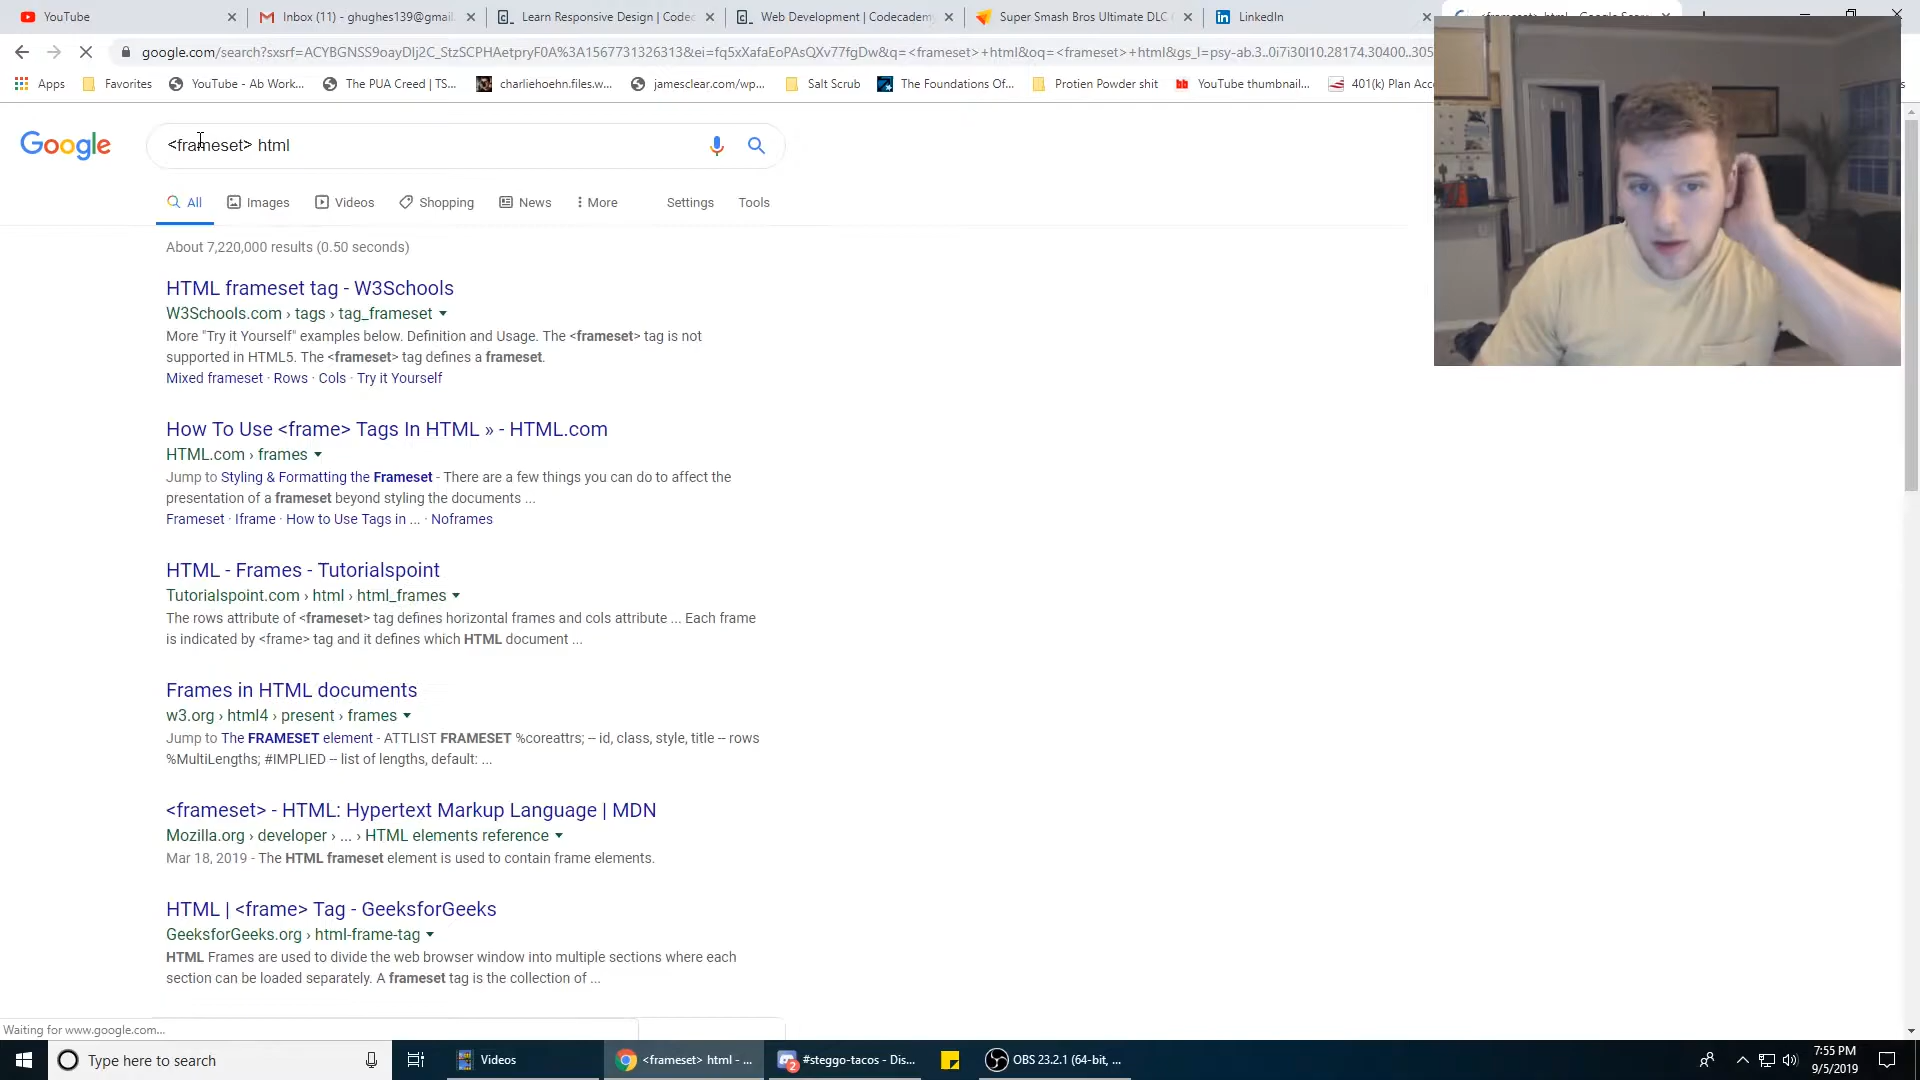 YouTube
Inbox (11) - ghughes139@gmail.
Learn Responsive Design | Codec
Web Development | Codecadem
Super Smash Bros Ultimate DLC
LinkedIn
google.com/search?sxsrf=ACYBGNSS9oayDlj2C_StzSCPHAetpryF0A%3A1567731326313&ei=fq5xXafaEoPAsQXv77fgDw&q=<frameset>+html&oq=<frameset>+html&gs_l=psy-ab.3..0i7i30l10.28174.30400..305
Apps
Favorites
YouTube - Ab Work...
The PUA Creed | TS...
charliehoehn.files.w...
jamesclear.com/wp...
Salt Scrub
The Foundations Of...
Protien Powder shit
YouTube thumbnail...
401(k) Plan Acc
Google
<frameset> html
All
Images
Videos
Shopping
News
More
Settings
Tools
About 7,220,000 results (0.50 seconds)
HTML frameset tag - W3Schools
W3Schools.com › tags › tag_frameset
More "Try it Yourself" examples below. Definition and Usage. The <frameset> tag is not
supported in HTML5. The <frameset> tag defines a frameset.
Mixed frameset · Rows · Cols · Try it Yourself
How To Use <frame> Tags In HTML » - HTML.com
HTML.com › frames
Jump to Styling & Formatting the Frameset - There are a few things you can do to affect the
presentation of a frameset beyond styling the documents ...
Frameset · Iframe · How to Use Tags in ... · Noframes
HTML - Frames - Tutorialspoint
Tutorialspoint.com › html › html_frames
The rows attribute of <frameset> tag defines horizontal frames and cols attribute ... Each frame
is indicated by <frame> tag and it defines which HTML document ...
Frames in HTML documents
w3.org › html4 › present › frames
Jump to The FRAMESET element - ATTLIST FRAMESET %coreattrs; -- id, class, style, title -- rows
%MultiLengths; #IMPLIED -- list of lengths, default: ...
<frameset> - HTML: Hypertext Markup Language | MDN
Mozilla.org › developer › ... › HTML elements reference
Mar 18, 2019 - The HTML frameset element is used to contain frame elements.
HTML | <frame> Tag - GeeksforGeeks
GeeksforGeeks.org › html-frame-tag
HTML Frames are used to divide the web browser window into multiple sections where each
section can be loaded separately. A frameset tag is the collection of ...
Waiting for www.google.com...
Type here to search
Videos
<frameset> html - ...
2
#steggo-tacos - Dis...
OBS 23.2.1 (64-bit, ...
7:55 PM
9/5/2019